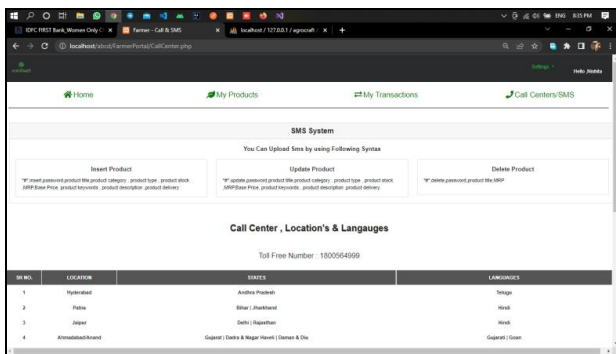 ENG 8:35 PM
IDFC FIRST Bank_Women Only C
Farmer - Call & SMS
localhost / 127.0.0.1 / agrocraft /
localhost/abcd/FarmerPortal/CallCenter.php
Settings
Hello ,Nishita
Home
My Products
My Transactions
Call Centers/SMS
SMS System
You Can Upload Sms by using Following Syntax
Insert Product
"#",insert,password,product title,product category , product type , product stock
,MRP,Base Price, product keywords , product description ,product delivery
Update Product
"#",update,password,product title,product category , product type , product stock
,MRP,Base Price, product keywords , product description ,product delivery
Delete Product
"#",delete,password,product title,MRP
Call Center , Location's & Langauges
Toll Free Number : 1800564999
SR NO. LOCATION STATES LANGUAGES
1 Hyderabad Andhra Pradesh Telugu
2 Patna Bihar | Jharkhand Hindi
3 Jaipur Delhi | Rajasthan Hindi
4 Ahmadabad/Anand Gujarat | Dadra & Nagar Haveli | Daman & Diu Gujarati | Goan